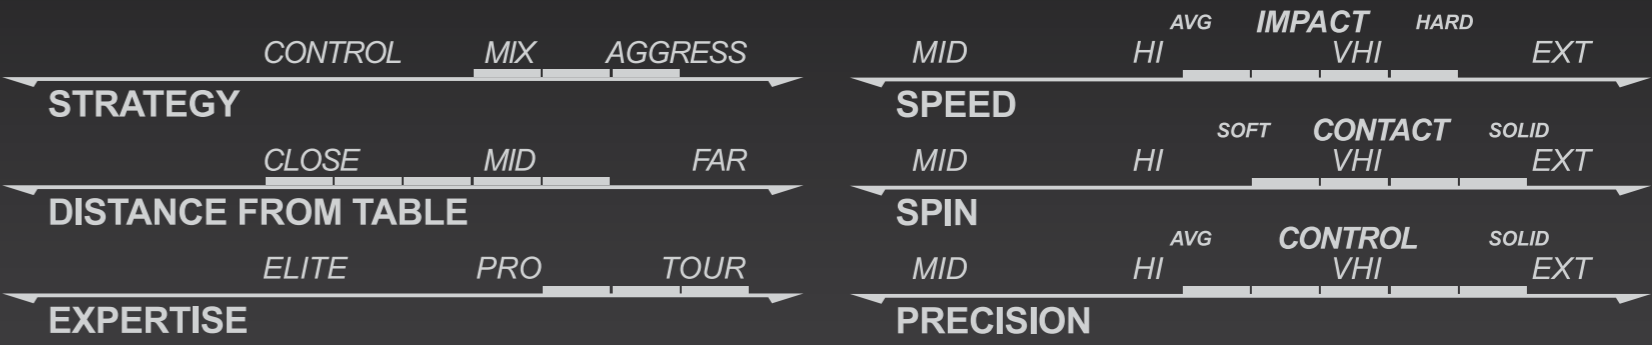 CONTROL MIX AGGRESS
STRATEGY
CLOSE MID FAR
DISTANCE FROM TABLE
ELITE PRO TOUR
EXPERTISE
AVG IMPACT HARD
MID HI VHI EXT
SPEED
SOFT CONTACT SOLID
MID HI VHI EXT
SPIN
AVG CONTROL SOLID
MID HI VHI EXT
PRECISION